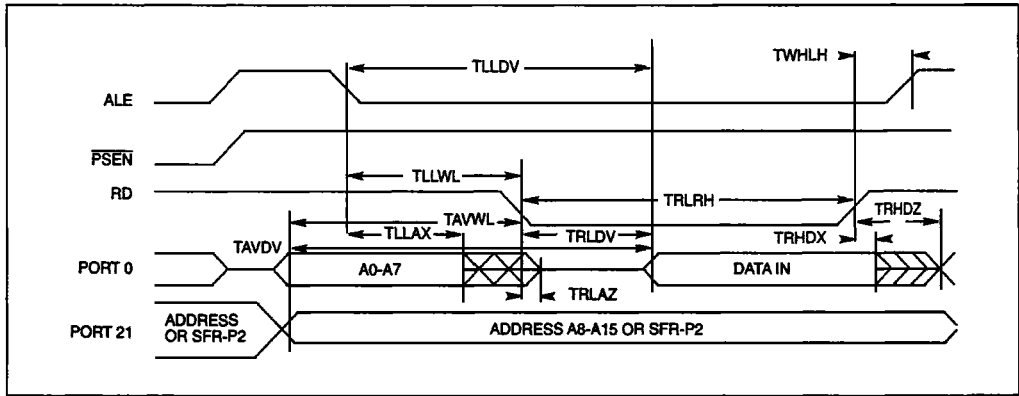 TLLDV
TWHLH
ALE
PSEN
TLLWL
RD
TRLRH
TAVWL
TRHDZ
TLLAX
TRLDV
TRHDX
TAVDV
PORT 0
A0-A7
DATA IN
TRLAZ
PORT 21
ADDRESS
OR SFR-P2
ADDRESS A8-A15 OR SFR-P2